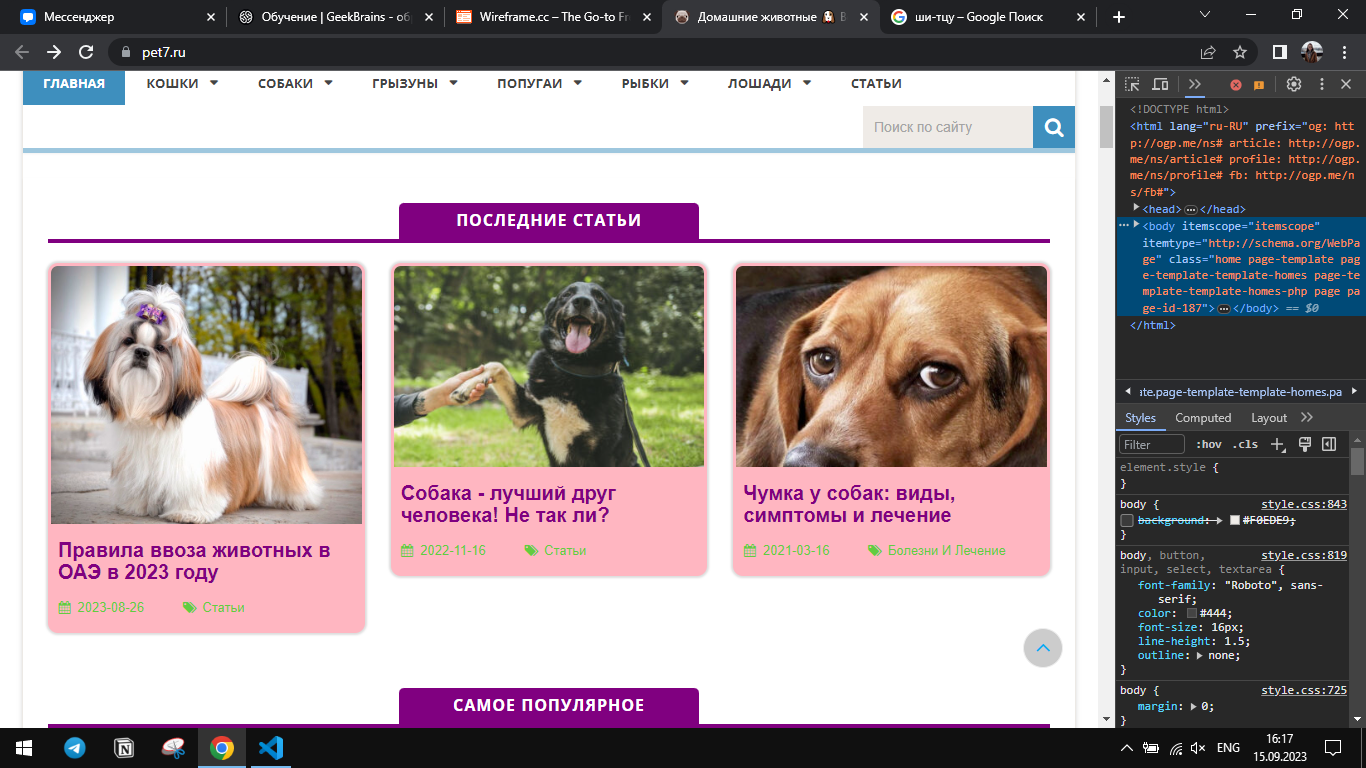 Мессенджер
Обучение | GeekBrains - об
Wireframe.cc – The Go-to Fr
Домашние животные
ши-тцу – Google Поиск
pet7.ru
ГЛАВНАЯ КОШКИ СОБАКИ ГРЫЗУНЫ ПОПУГАИ РЫБКИ ЛОШАДИ СТАТЬИ
Поиск по сайту
ПОСЛЕДНИЕ СТАТЬИ
Правила ввоза животных в
ОАЭ в 2023 году
2023-08-26 Статьи
Собака - лучший друг
человека! Не так ли?
2022-11-16 Статьи
Чумка у собак: виды,
симптомы и лечение
2021-03-16 Болезни И Лечение
САМОЕ ПОПУЛЯРНОЕ
<!DOCTYPE html>
<html lang="ru-RU" prefix="og: htt
p://ogp.me/ns# article: http://ogp.
me/ns/article# profile: http://ogp.
me/ns/profile# fb: http://ogp.me/n
s/fb#">
<head>…</head>
<body itemscope="itemscope"
itemtype="http://schema.org/WebPa
ge" class="home page-template pag
e-template-template-homes page-te
mplate-template-homes-php page pa
ge-id-187">…</body> == $0
</html>
ate.page-template-template-homes.pa
Styles Computed Layout
Filter :hov .cls
element.style {
}
body { style.css:843
background: #F0EDE9;
}
body, button, style.css:819
input, select, textarea {
font-family: "Roboto", sans-
serif;
color: #444;
font-size: 16px;
line-height: 1.5;
outline: none;
}
body { style.css:725
margin: 0;
}
ENG
16:17
15.09.2023